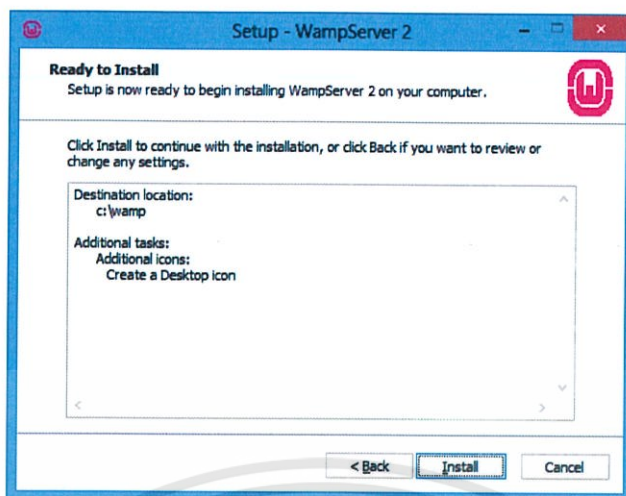 Setup - WampServer 2
Ready to Install
Setup is now ready to begin installing WampServer 2 on your computer.
Click Install to continue with the installation, or click Back if you want to review or
change any settings.
Destination location:
c:\wamp
Additional tasks:
Additional icons:
Create a Desktop icon
< Back
Install
Cancel